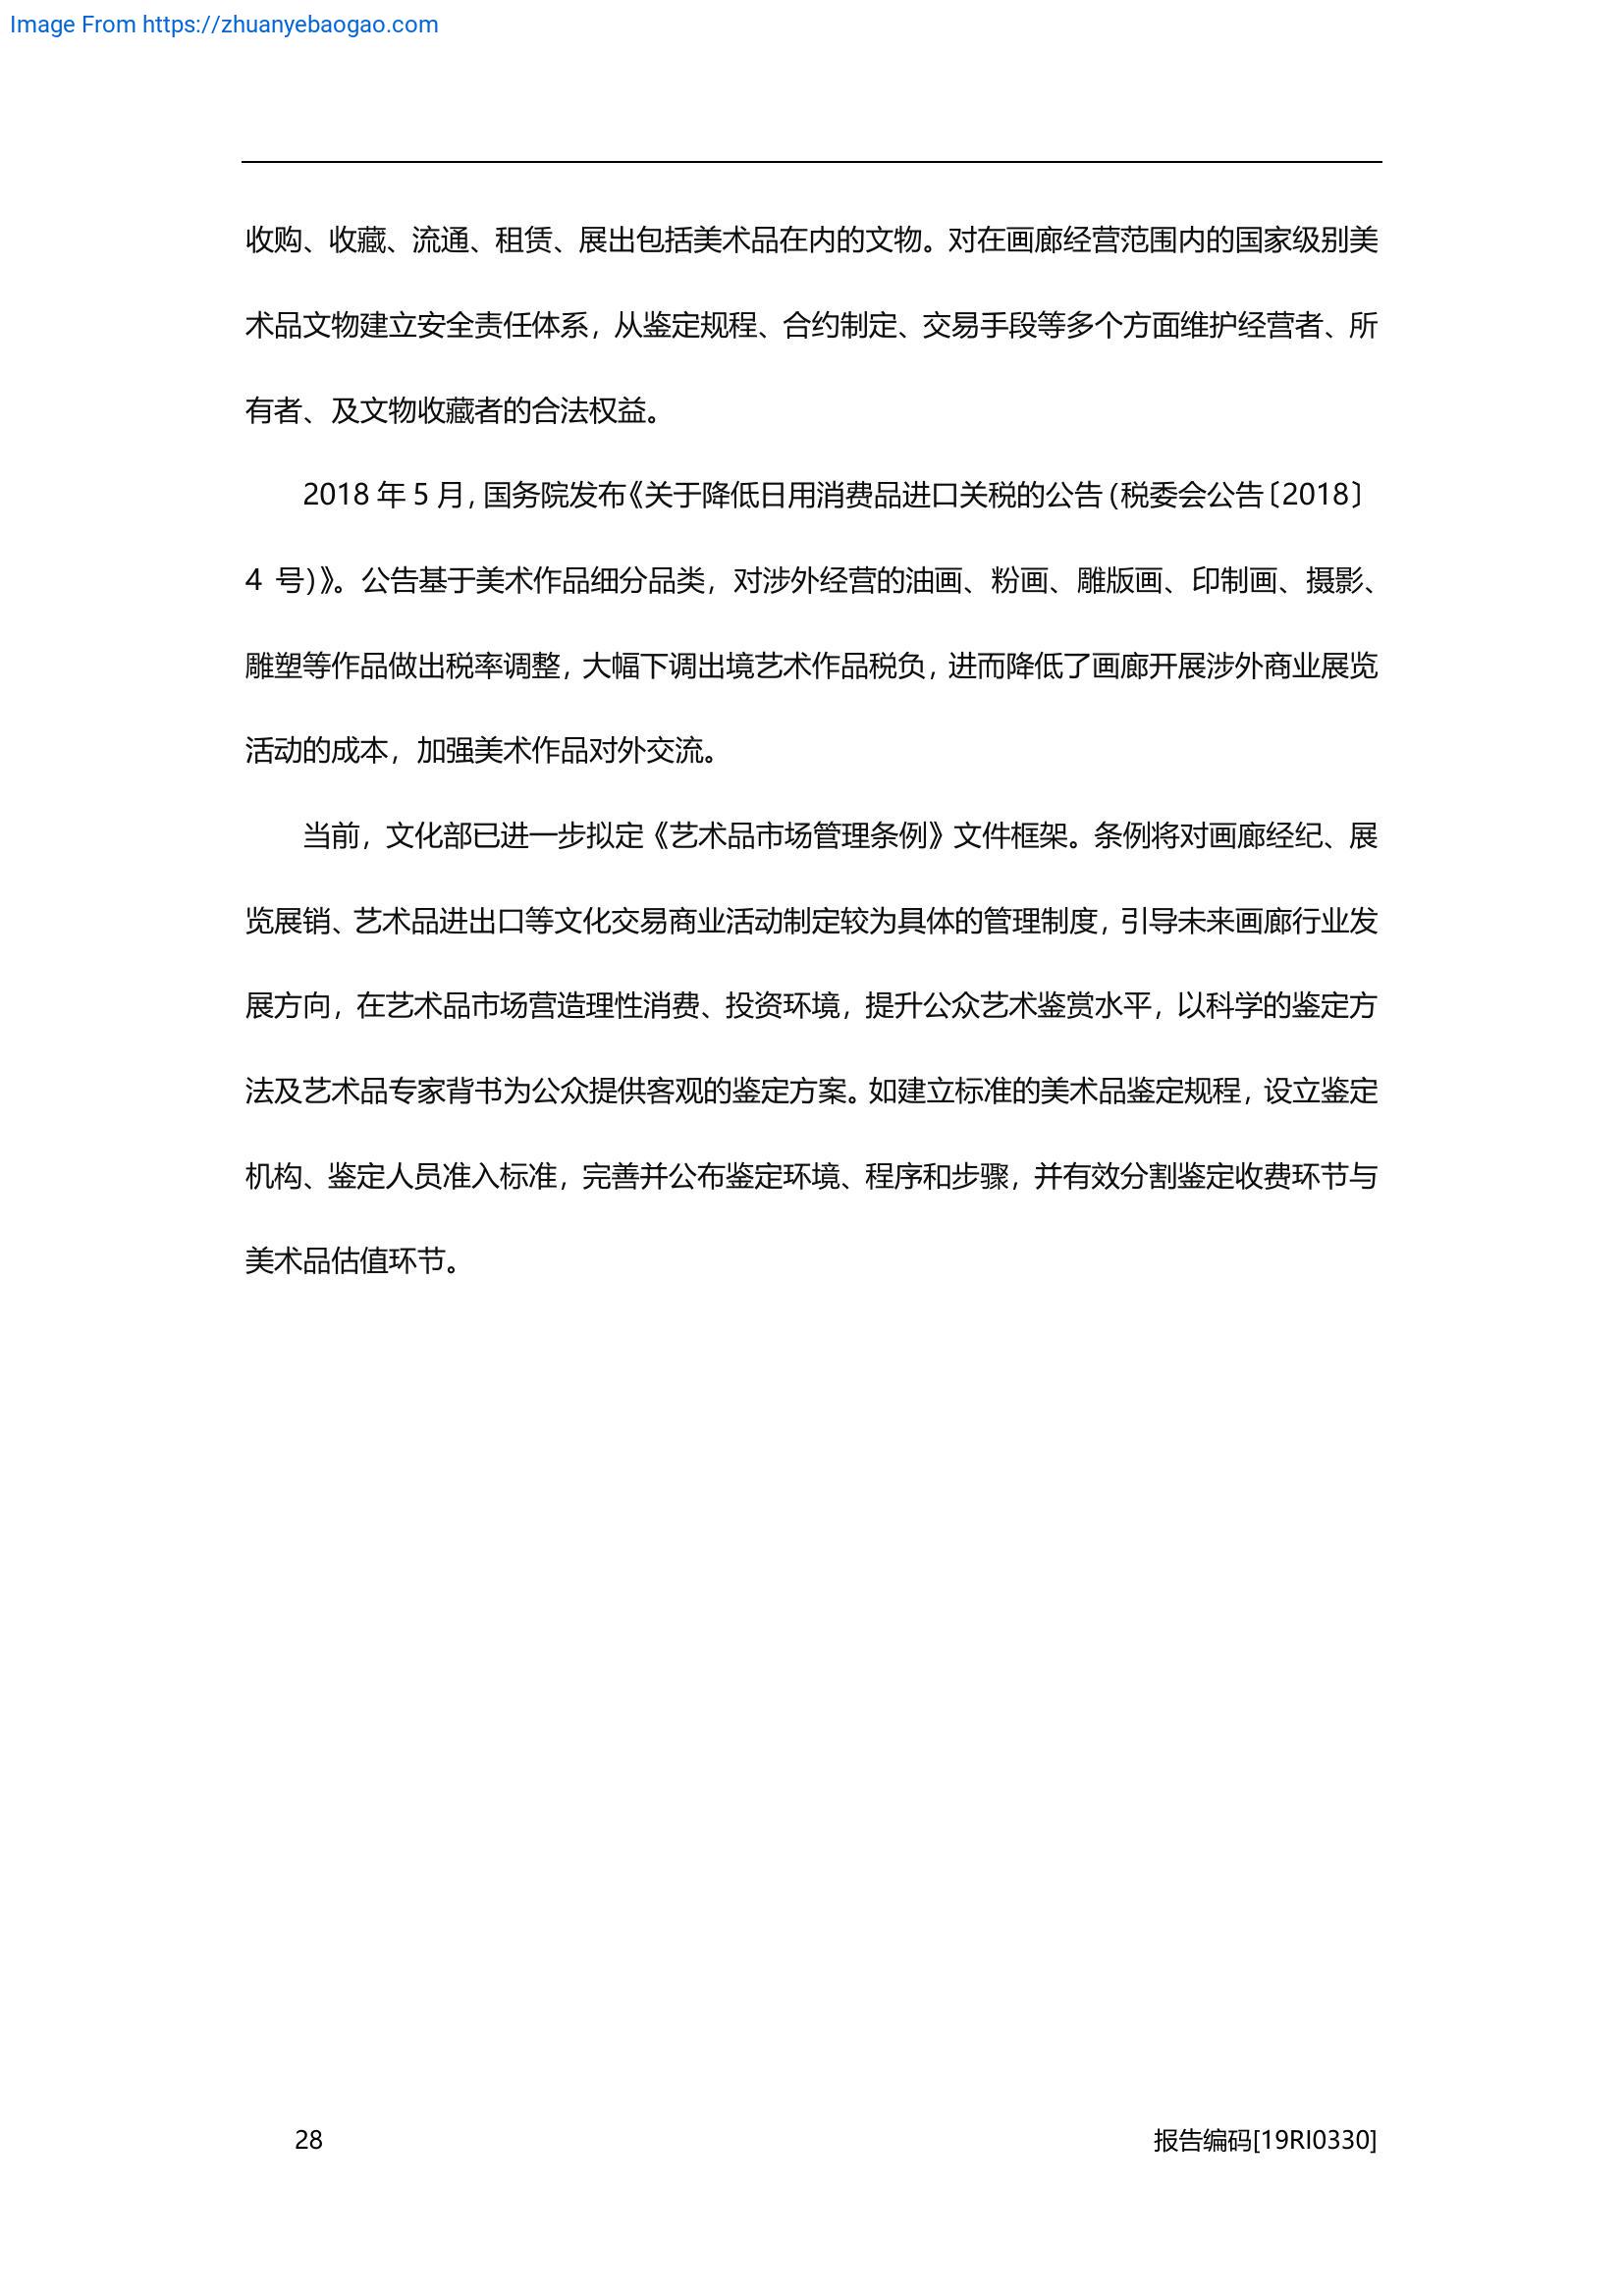 Image From https://zhuanyebaogao.com
收购、收藏、流通、租赁、展出包括美术品在内的文物。对在画廊经营范围内的国家级别美
术品文物建立安全责任体系，从鉴定规程、合约制定、交易手段等多个方面维护经营者、所
有者、及文物收藏者的合法权益。
2018 年 5 月，国务院发布《关于降低日用消费品进口关税的公告（税委会公告〔2018〕
4 号）》。公告基于美术作品细分品类，对涉外经营的油画、粉画、雕版画、印制画、摄影、
雕塑等作品做出税率调整，大幅下调出境艺术作品税负，进而降低了画廊开展涉外商业展览
活动的成本，加强美术作品对外交流。
当前，文化部已进一步拟定《艺术品市场管理条例》文件框架。条例将对画廊经纪、展
览展销、艺术品进出口等文化交易商业活动制定较为具体的管理制度，引导未来画廊行业发
展方向，在艺术品市场营造理性消费、投资环境，提升公众艺术鉴赏水平，以科学的鉴定方
法及艺术品专家背书为公众提供客观的鉴定方案。如建立标准的美术品鉴定规程，设立鉴定
机构、鉴定人员准入标准，完善并公布鉴定环境、程序和步骤，并有效分割鉴定收费环节与
美术品估值环节。
28 报告编码[19RI0330]